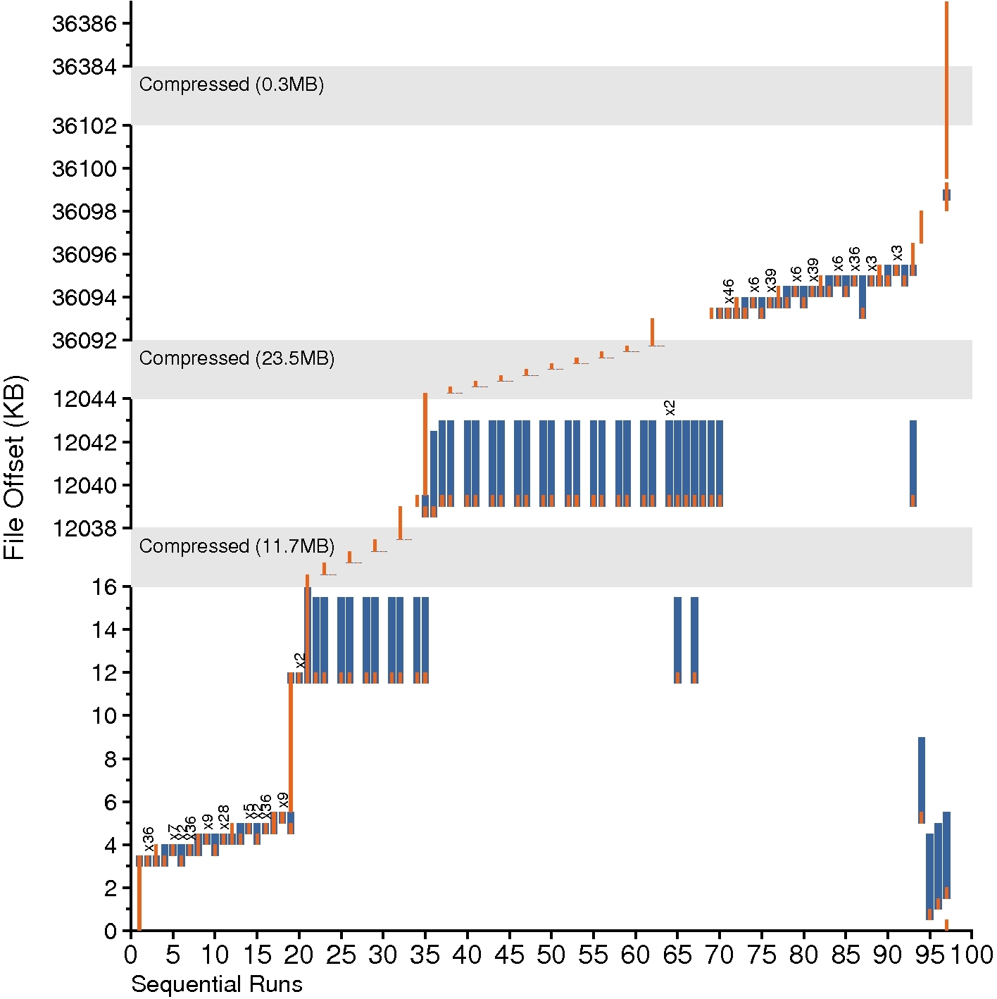 36386
36384
Compressed (0.3MB)
36102
36100
36098
36096
x3
x6
x36
x3
x6
x39
x6
x39
x46
36094
36092
Compressed (23.5MB)
12044
x2
12042
12040
12038
Compressed (11.7MB)
16
14
12
x2
10
8
6
x9
x5
x2
x36
x28
x9
x7
x2
x36
x36
4
2
0
File Offset (KB)
0 5 10 15 20 25 30 35 40 45 50 55 60 65 70 75 80 85 90 95 100
Sequential Runs